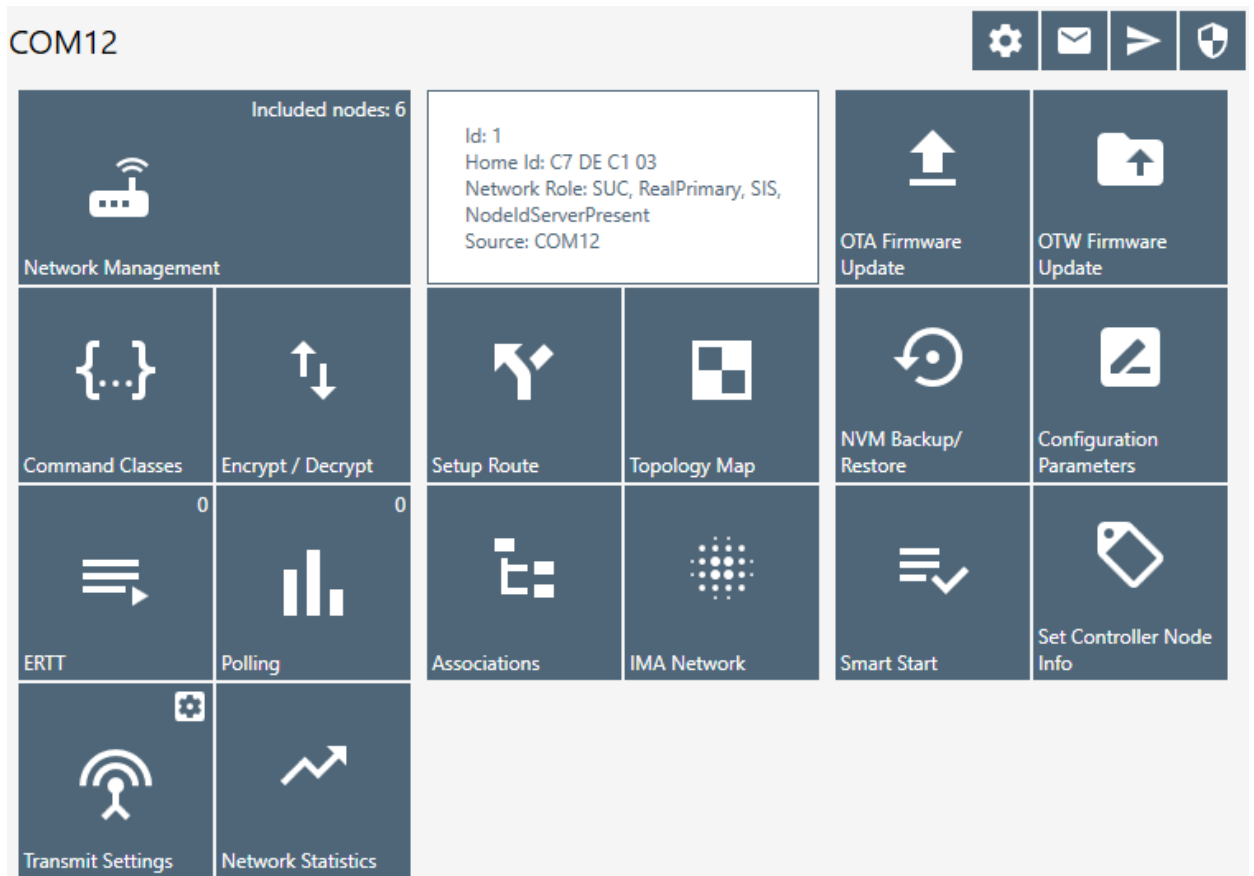 COM12
Included nodes: 6
Network Management
Id: 1
Home Id: C7 DE C1 03
Network Role: SUC, RealPrimary, SIS,
NodeIdServerPresent
Source: COM12
OTA Firmware
Update
OTW Firmware
Update
{...}
Command Classes
Encrypt / Decrypt
Setup Route
Topology Map
NVM Backup/
Restore
Configuration
Parameters
0
ERTT
0
Polling
Associations
IMA Network
Smart Start
Set Controller Node
Info
Transmit Settings
Network Statistics